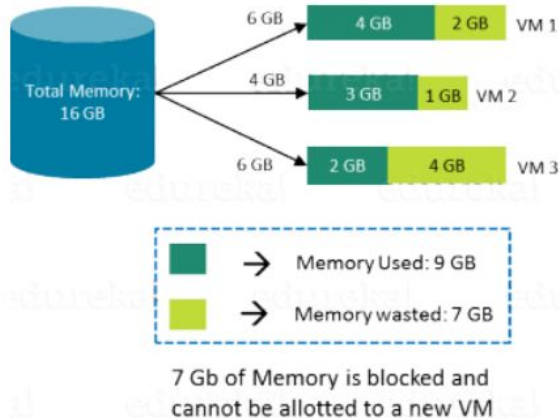 6 GB
4 GB
2 GB
VM 1
Total Memory:
16 GB
4 GB
3 GB
1 GB
VM 2
6 GB
2 GB
4 GB
VM 3
→ Memory Used: 9 GB
→ Memory wasted: 7 GB
7 Gb of Memory is blocked and
cannot be allotted to a new VM
edureka!